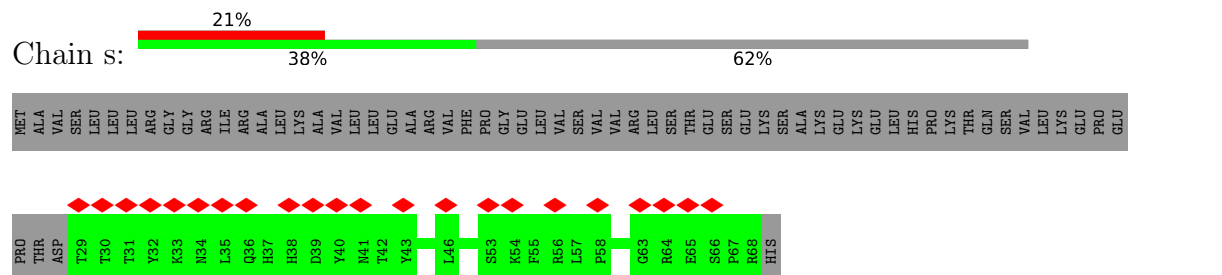 21%
Chain s:
38% 62%
MET ALA VAL SER LEU LEU LEU ARG GLY GLY ARG ILE ARG ALA LEU LYS ALA VAL LEU LEU GLU ALA ARG VAL PHE PRO GLY GLU LEU VAL SER VAL VAL ARG LEU SER THR GLU SER GLU LYS SER ALA LYS GLU LYS GLU LEU HIS PRO LYS THR GLN SER VAL LEU LYS GLU PRO GLU
PRO THR ASP T29 T30 T31 Y32 K33 N34 L35 Q36 H37 H38 D39 Y40 N41 T42 Y43 L46 S53 K54 F55 R56 L57 P58 G63 R64 E65 S66 P67 R68 HIS